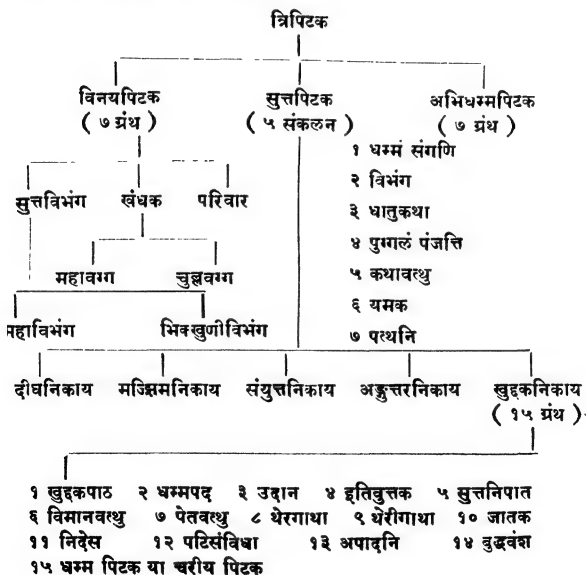 त्रिपिटक
विनयपिटक सुत्तपिटक अभिधम्मपिटक
( ७ ग्रंथ ) ( ५ संकलन ) ( ७ ग्रंथ )
१ धम्मं संगणि
२ विभंग
सुत्तविभंग खंधक परिवार
३ धातुकथा
४ पुग्गलं पंजत्ति
महावग्ग चुल्लवग्ग
५ कथावत्थु
६ यमक
महाविभंग भिक्खुणीविभंग
७ पत्थनि
दीघनिकाय मज्झिमनिकाय संयुत्तनिकाय अङ्गुत्तरनिकाय खुद्दकनिकाय
( १५ ग्रंथ )
१ खुद्दकपाठ २ धम्मपद ३ उदान ४ इतिवुत्तक ५ सुत्तनिपात
६ विमानवत्थु ७ पेतवत्थु ८ थेरगाथा ९ थेरीगाथा १० जातक
११ निदेस १२ पटिसंविधा १३ अपादनि १४ बुद्धवंश
१५ धम्म पिटक या चरीय पिटक